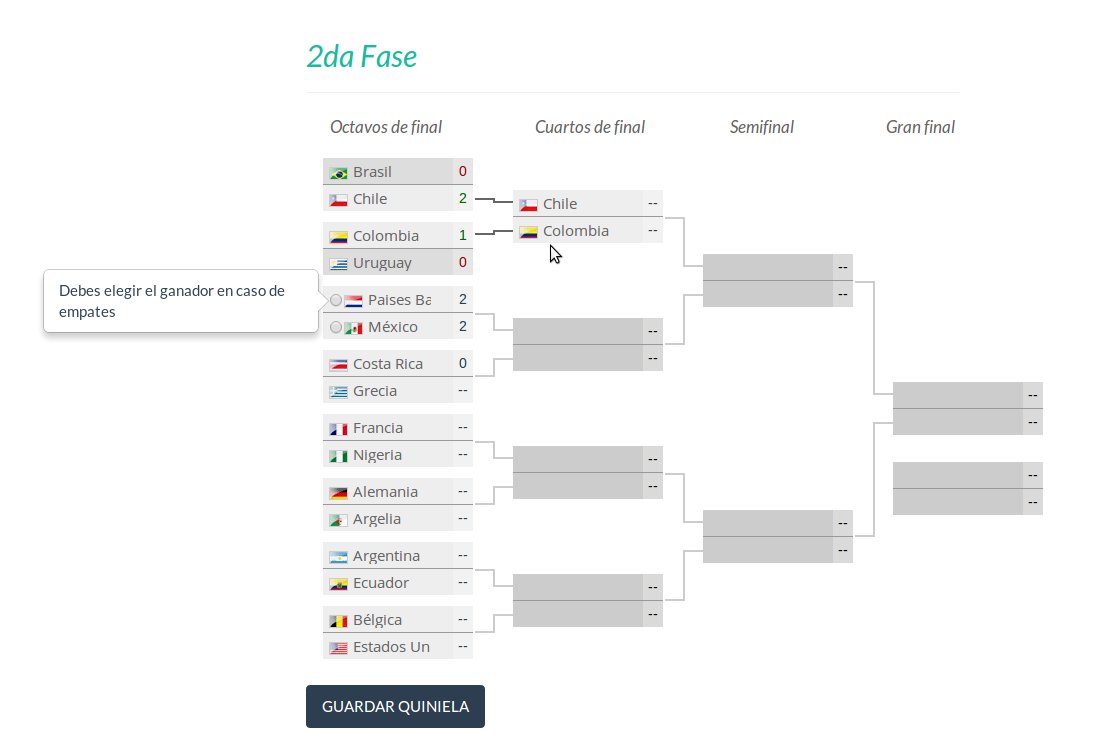 2da Fase
Octavos de final Cuartos de final Semifinal Gran final
Brasil 0
Chile 2
Colombia 1
Uruguay 0
Debes elegir el ganador en caso de
empates
Paises Ba 2
México 2
Costa Rica 0
Grecia --
Francia --
Nigeria --
Alemania --
Argelia --
Argentina --
Ecuador --
Bélgica --
Estados Un --
Chile --
Colombia --
--
--
--
--
--
--
--
--
--
--
--
--
--
--
GUARDAR QUINIELA